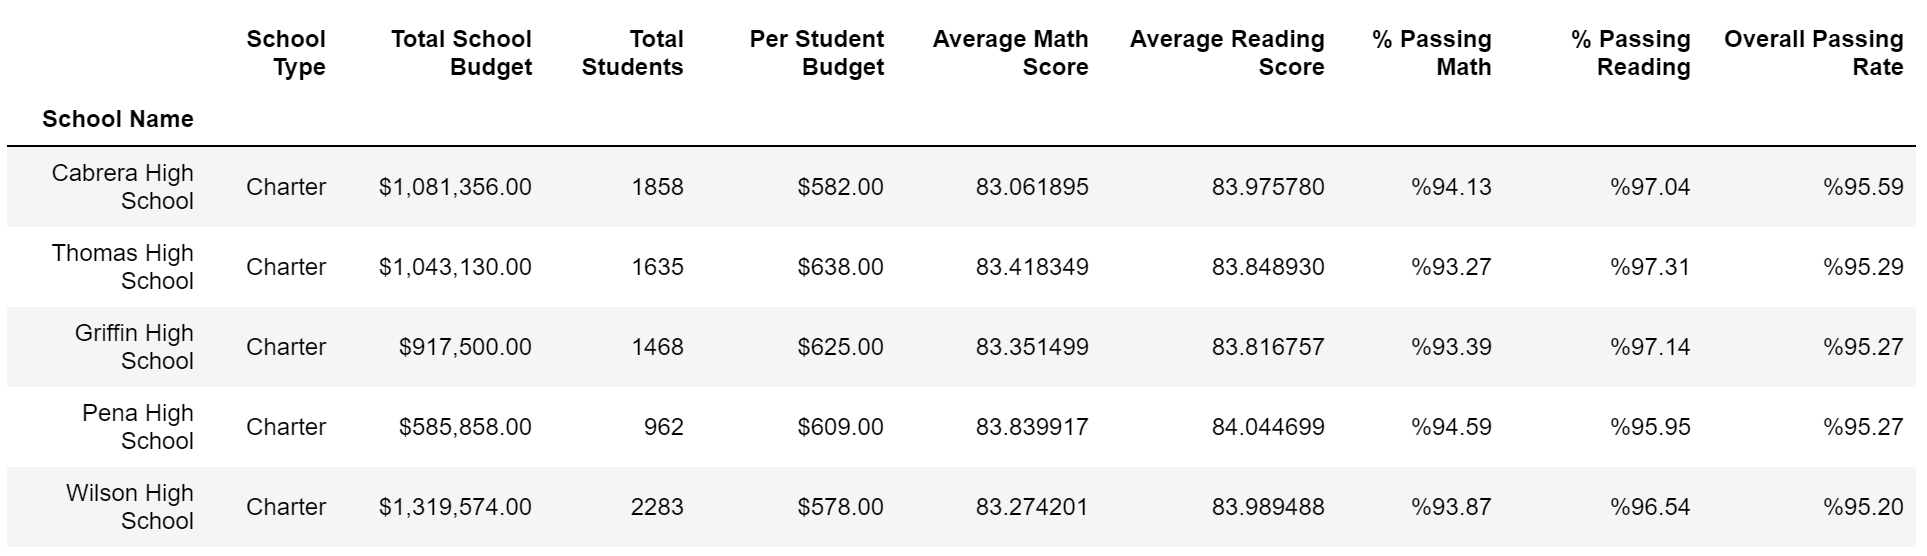 School Type Total School Budget Total Students Per Student Budget Average Math Score Average Reading Score % Passing Math % Passing Reading Overall Passing Rate
School Name
Cabrera High School Charter $1,081,356.00 1858 $582.00 83.061895 83.975780 %94.13 %97.04 %95.59
Thomas High School Charter $1,043,130.00 1635 $638.00 83.418349 83.848930 %93.27 %97.31 %95.29
Griffin High School Charter $917,500.00 1468 $625.00 83.351499 83.816757 %93.39 %97.14 %95.27
Pena High School Charter $585,858.00 962 $609.00 83.839917 84.044699 %94.59 %95.95 %95.27
Wilson High School Charter $1,319,574.00 2283 $578.00 83.274201 83.989488 %93.87 %96.54 %95.20